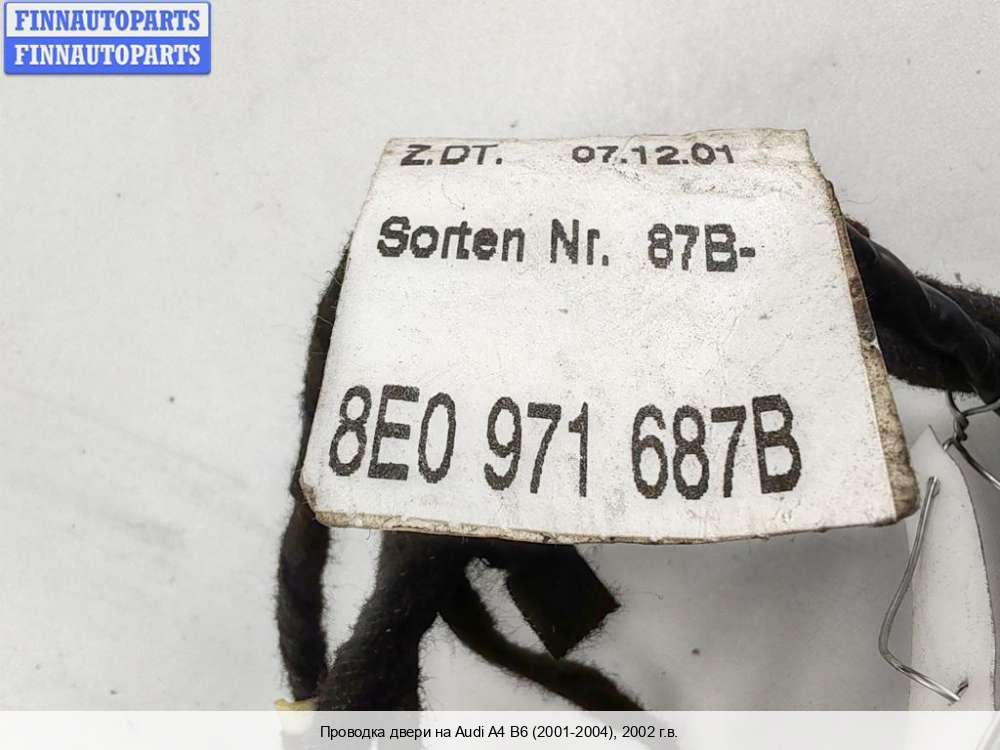 FINNAUTOPARTS
FINNAUTOPARTS
Z.DT. 07.12.01
Sorten Nr. 87B-
8E0 971 687B
Проводка двери на Audi A4 B6 (2001-2004), 2002 г.в.